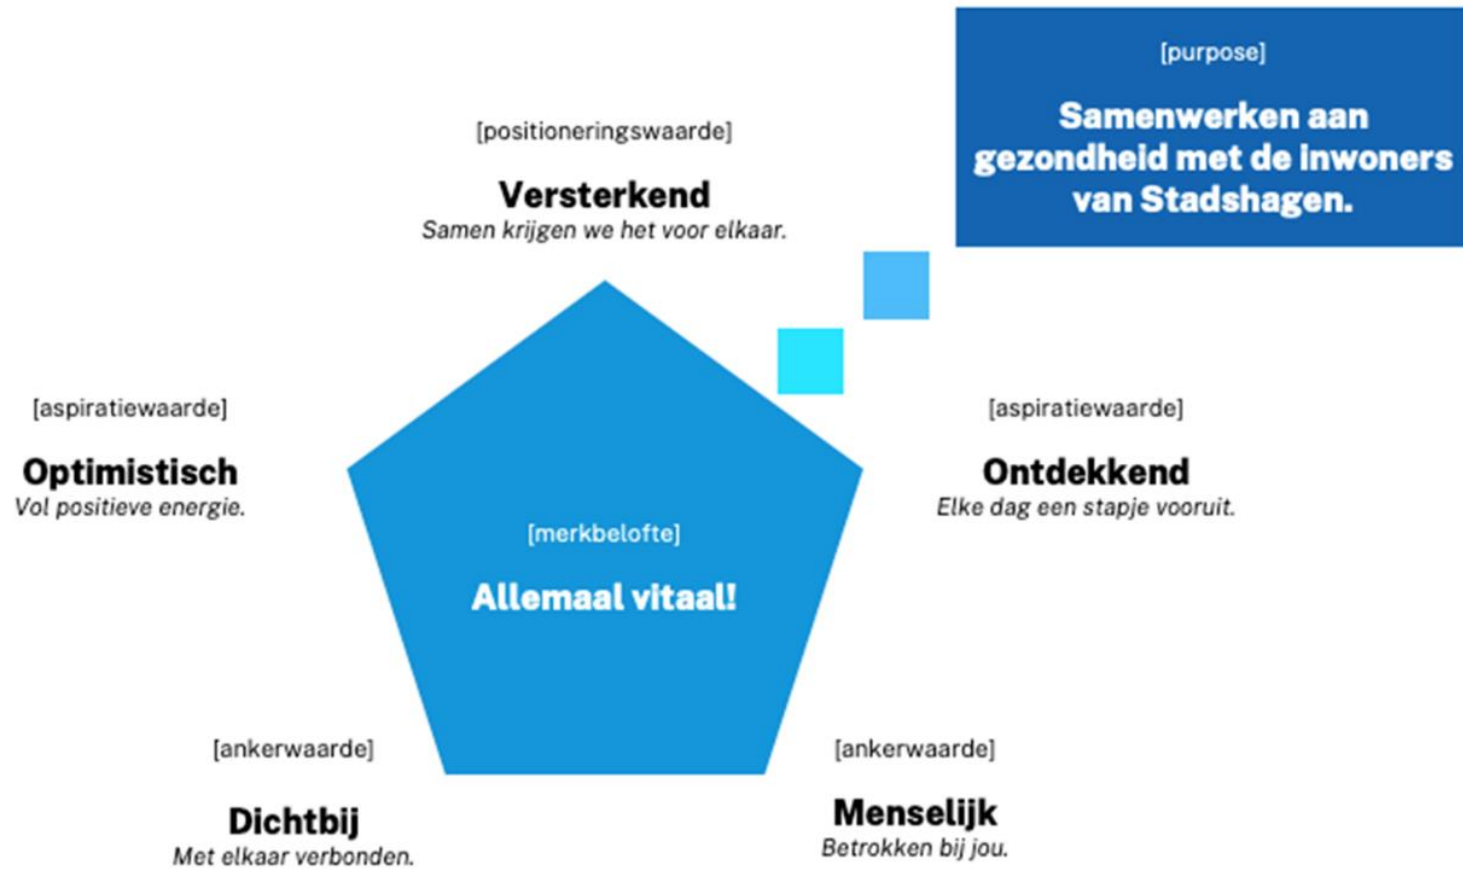 [purpose]
Samenwerken aan
gezondheid met de inwoners
van Stadshagen.
[positioneringswaarde]
Versterkend
Samen krijgen we het voor elkaar.
[aspiratiewaarde]
Optimistisch
Vol positieve energie.
[aspiratiewaarde]
Ontdekkend
Elke dag een stapje vooruit.
[merkbelofte]
Allemaal vitaal!
[ankerwaarde]
Dichtbij
Met elkaar verbonden.
[ankerwaarde]
Menselijk
Betrokken bij jou.